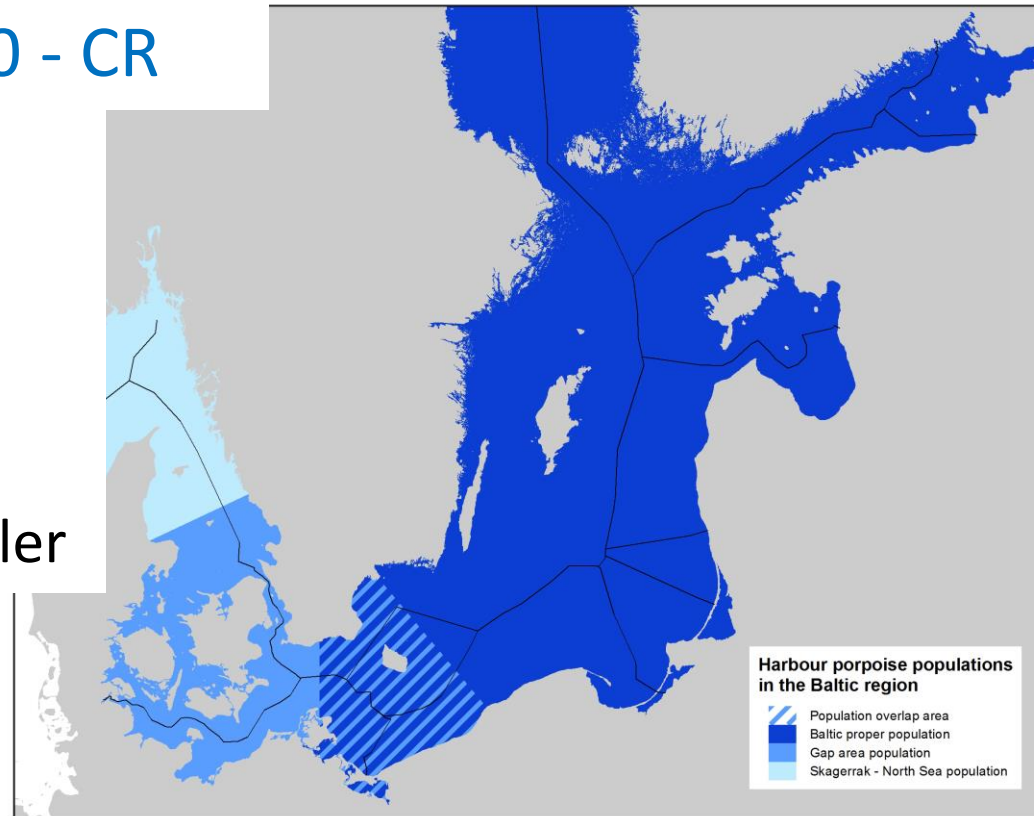 0 - CR
ler
Harbour porpoise populations
in the Baltic region
Population overlap area
Baltic proper population
Gap area population
Skagerrak - North Sea population